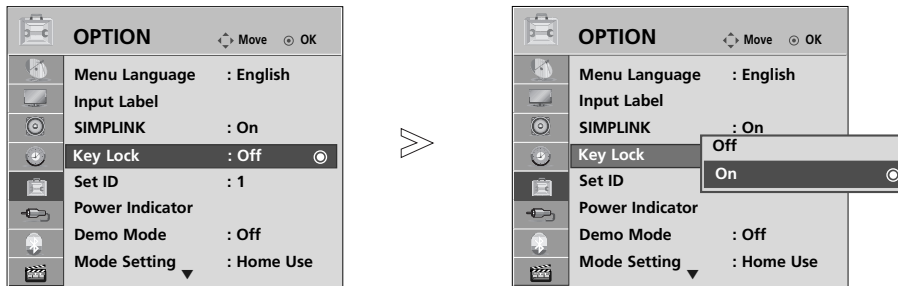 OPTION Move OK
Menu Language : English
Input Label
SIMPLINK : On
Key Lock : Off
Set ID : 1
Power Indicator
Demo Mode : Off
Mode Setting : Home Use
OPTION Move OK
Menu Language : English
Input Label
SIMPLINK : On
Key Lock
Off
On
Set ID
Power Indicator
Demo Mode : Off
Mode Setting : Home Use